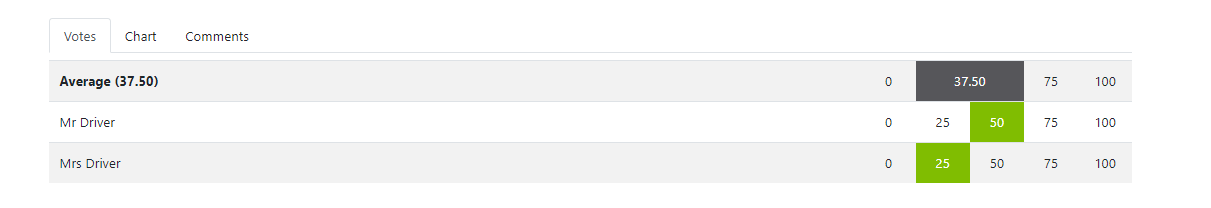 Votes Chart Comments
Average (37.50) 0 37.50 75 100
Mr Driver 0 25 50 75 100
Mrs Driver 0 25 50 75 100